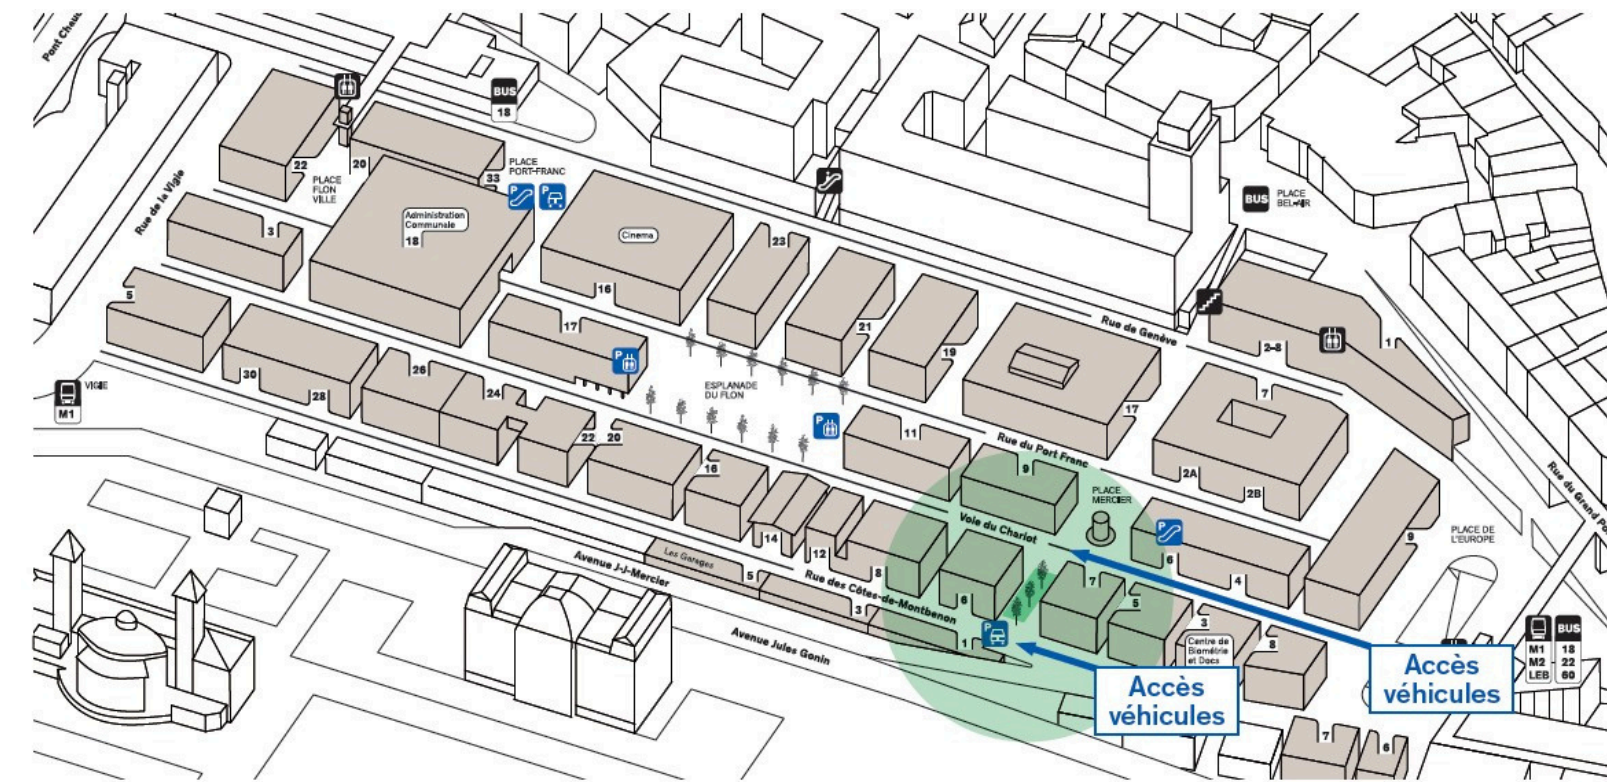 Pont Chau
BUS
18
22
20
PLACE
FLON
VILLE
33
PLACE
PORT-FRANC
P
P
Rue de la Vigie
3
Administration
Communale
18
Cinema
16
23
BUS
PLACE
BEL-AIR
5
17
P
21
19
Rue de Genève
2-8
1
30
28
26
24
22
20
ESPLANADE
DU FLON
P
11
17
7
VIGIE
M1
16
Rue du Port Franc
9
PLACE
MERCIER
2A
2B
Rue du Grand Po
14
12
8
Voie du Chariot
P
6
4
9
PLACE DE
L'EUROPE
Les Garages
5
Avenue J-J-Mercier
Rue des Côtes-de-Montbenon
3
6
7
5
1
P
3
Centre de
Biométrie
et Docs
8
Avenue Jules Gonin
BUS
M1
M2
LEB
18
22
60
Accès
véhicules
Accès
véhicules
7
6